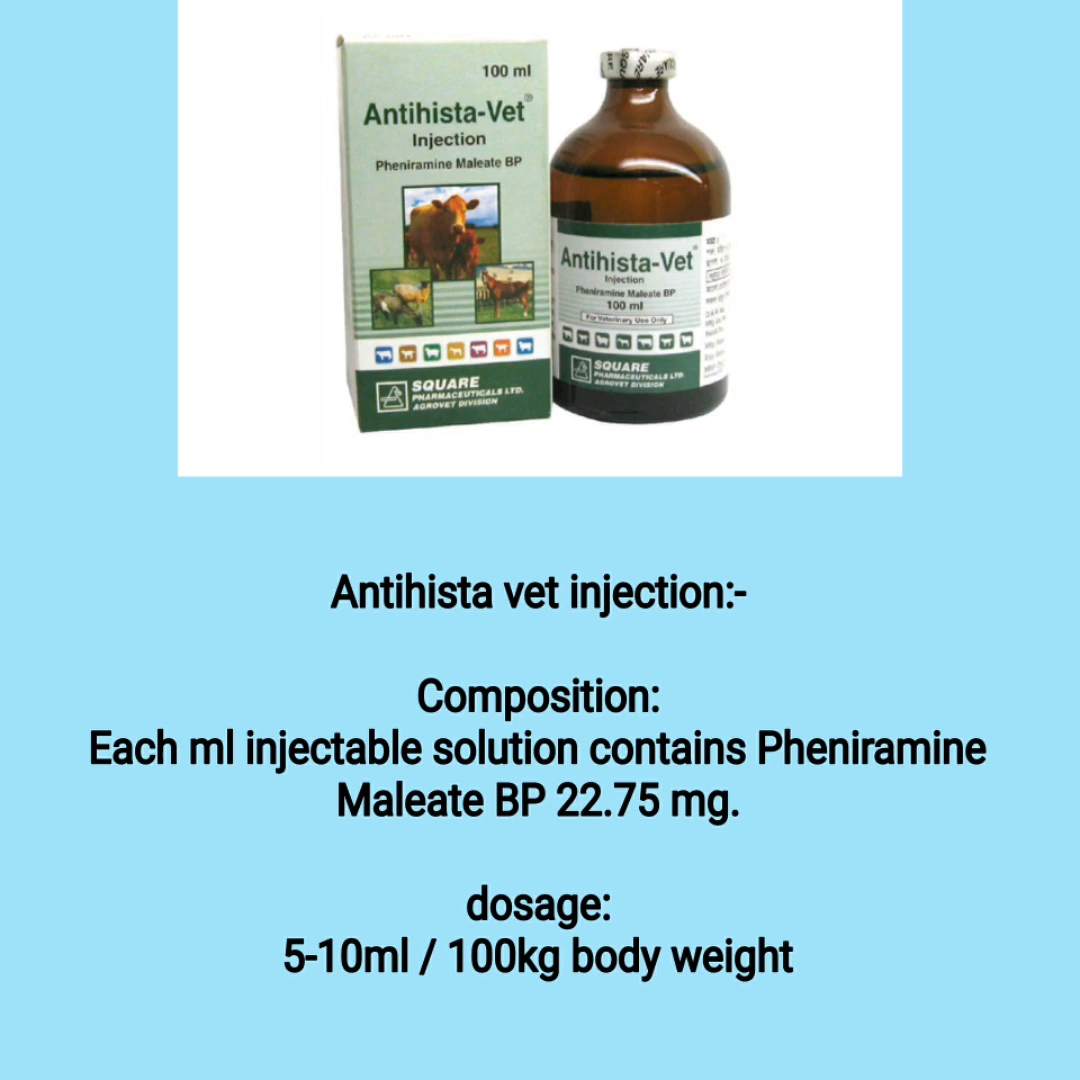 100 ml
Antihista-Vet®
Injection
Pheniramine Maleate BP
SQUARE
PHARMACEUTICALS LTD.
AGROVET DIVISION
Antihista-Vet®
Injection
Pheniramine Maleate BP
100 ml
For Veterinary Use Only
SQUARE
PHARMACEUTICALS LTD.
AGROVET DIVISION
Antihista vet injection:-
Composition:
Each ml injectable solution contains Pheniramine
Maleate BP 22.75 mg.
dosage:
5-10ml / 100kg body weight